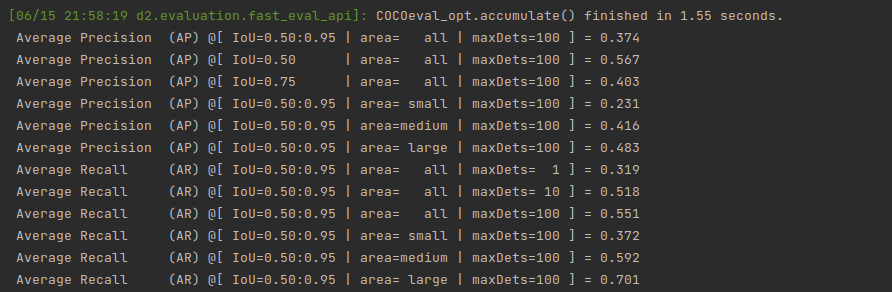 [06/15 21:58:19 d2.evaluation.fast_eval_api]: COCOeval_opt.accumulate() finished in 1.55 seconds.
 Average Precision  (AP) @[ IoU=0.50:0.95 | area=   all | maxDets=100 ] = 0.374
 Average Precision  (AP) @[ IoU=0.50      | area=   all | maxDets=100 ] = 0.567
 Average Precision  (AP) @[ IoU=0.75      | area=   all | maxDets=100 ] = 0.403
 Average Precision  (AP) @[ IoU=0.50:0.95 | area= small | maxDets=100 ] = 0.231
 Average Precision  (AP) @[ IoU=0.50:0.95 | area=medium | maxDets=100 ] = 0.416
 Average Precision  (AP) @[ IoU=0.50:0.95 | area= large | maxDets=100 ] = 0.483
 Average Recall     (AR) @[ IoU=0.50:0.95 | area=   all | maxDets=  1 ] = 0.319
 Average Recall     (AR) @[ IoU=0.50:0.95 | area=   all | maxDets= 10 ] = 0.518
 Average Recall     (AR) @[ IoU=0.50:0.95 | area=   all | maxDets=100 ] = 0.551
 Average Recall     (AR) @[ IoU=0.50:0.95 | area= small | maxDets=100 ] = 0.372
 Average Recall     (AR) @[ IoU=0.50:0.95 | area=medium | maxDets=100 ] = 0.592
 Average Recall     (AR) @[ IoU=0.50:0.95 | area= large | maxDets=100 ] = 0.701